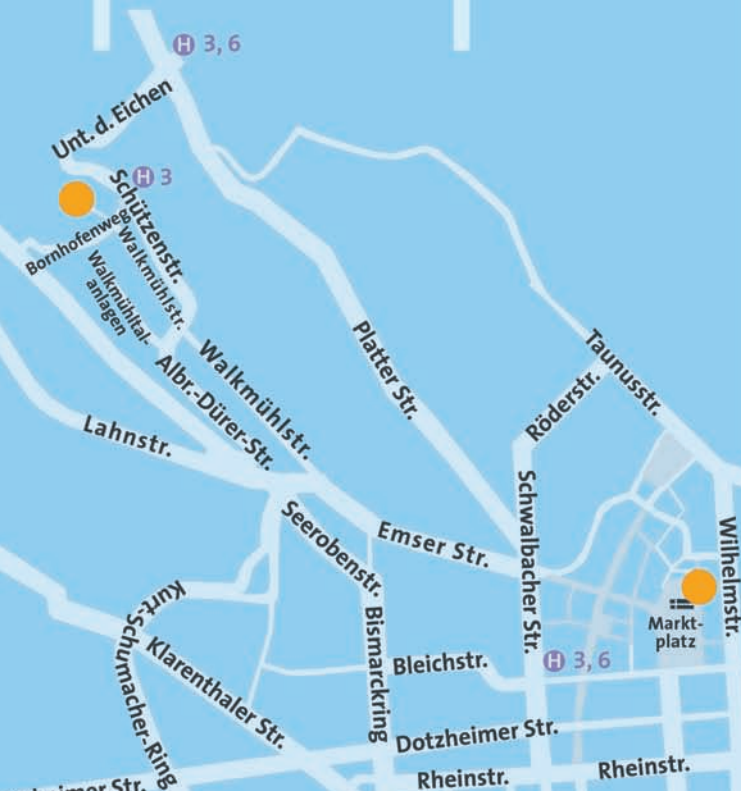 H 3, 6
Unt. d. Eichen
H 3
Schützenstr.
Bornhofenweg
Walkmühlstr.
Walkmühltal-
anlagen
Platter Str.
Taunusstr.
Walkmühlstr.
Albr.-Dürer-Str.
Röderstr.
Lahnstr.
Schwalbacher Str.
Seerobenstr.
Emser Str.
Wilhelmstr.
Kurt-Schumacher-Ring
Markt-
platz
Bismarckring
Klarenthaler Str.
Bleichstr.
H 3, 6
Dotzheimer Str.
Rheinstr.
Rheinstr.
heimer Str.